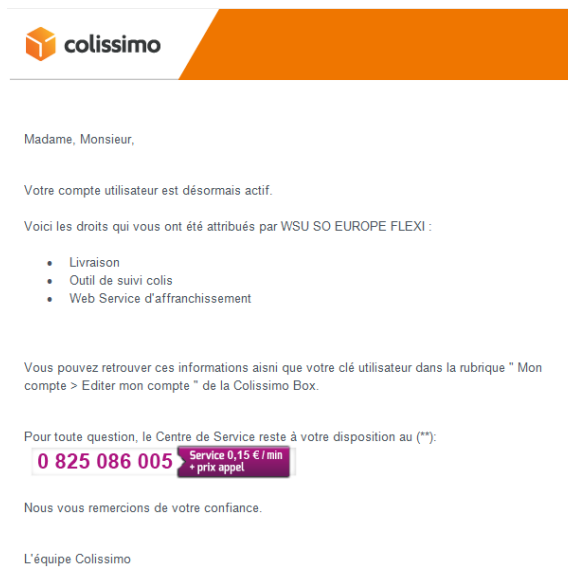 colissimo
Madame, Monsieur,
Votre compte utilisateur est désormais actif.
Voici les droits qui vous ont été attribués par WSU SO EUROPE FLEXI :
• Livraison
• Outil de suivi colis
• Web Service d'affranchissement
Vous pouvez retrouver ces informations aisni que votre clé utilisateur dans la rubrique " Mon
compte > Editer mon compte " de la Colissimo Box.
Pour toute question, le Centre de Service reste à votre disposition au (**):
0 825 086 005 Service 0,15 € / min
+ prix appel
Nous vous remercions de votre confiance.
L'équipe Colissimo